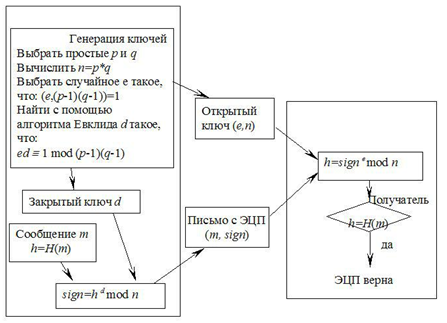 Генерация ключей
Выбрать простые p и q
Вычислить n=p*q
Выбрать случайное e такое,
что: (e,(p-1)(q-1))=1
Найти с помощью
алгоритма Евклида d такое,
что:
ed ≡ 1 mod (p-1)(q-1)
Открытый
ключ (e,n)
h=sign^e mod n
Закрытый ключ d
Получатель
Сообщение m
h=H(m)
Письмо с ЭЦП
(m, sign)
h=H(m)
да
sign=h^d mod n
ЭЦП верна